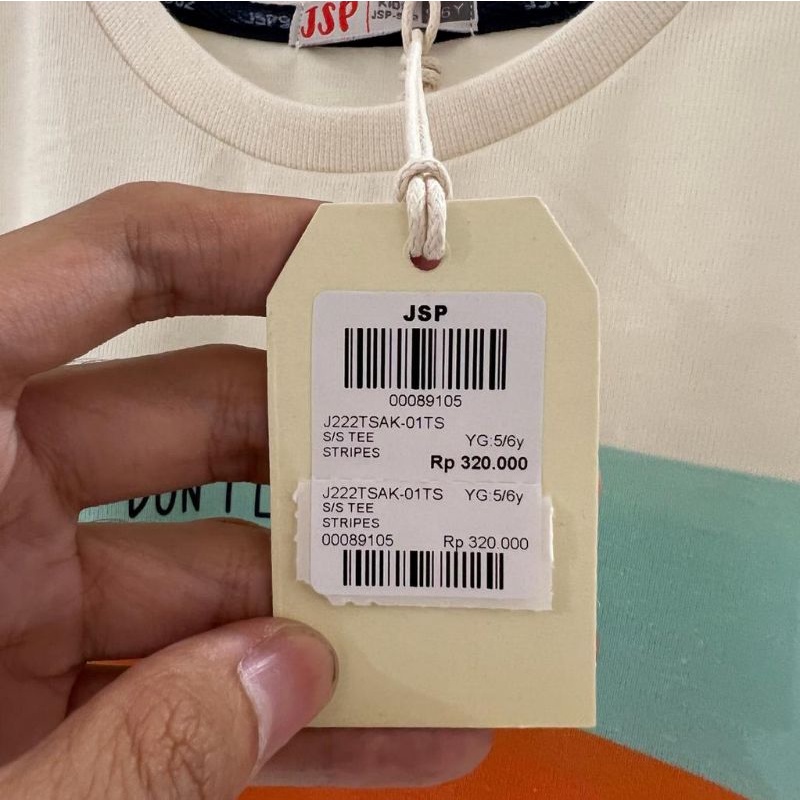 JSP
JSP
00089105
J222TSAK-01TS
S/S TEE YG:5/6y
STRIPES
Rp 320.000
J222TSAK-01TS YG:5/6y
S/S TEE
STRIPES
00089105 Rp 320.000
DON'T